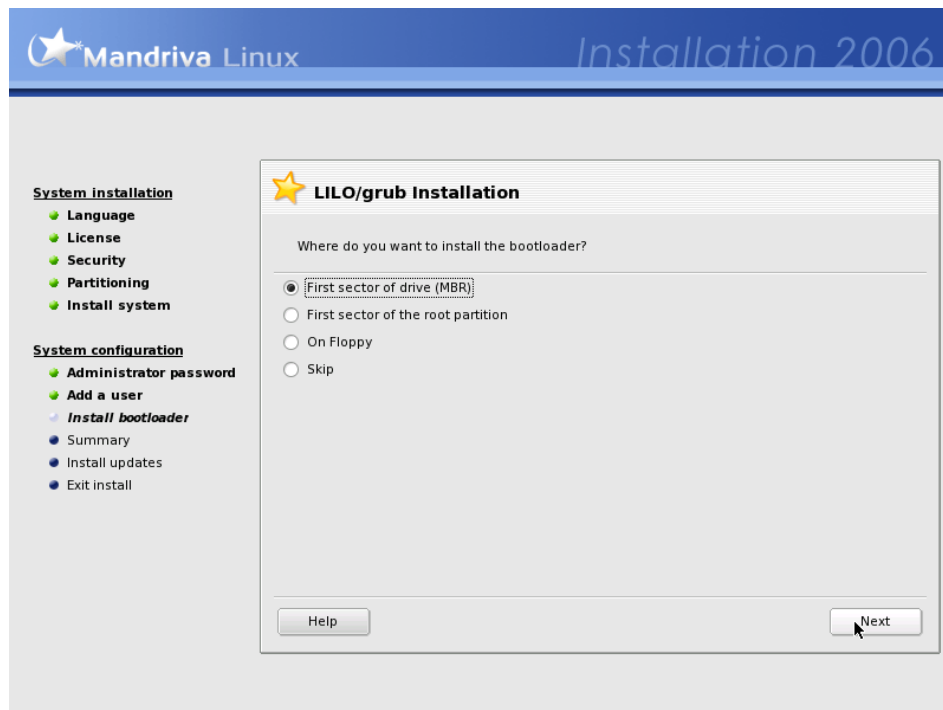 Mandriva Linux
Installation 2006
System installation
Language
License
Security
Partitioning
Install system
System configuration
Administrator password
Add a user
Install bootloader
Summary
Install updates
Exit install
LILO/grub Installation
Where do you want to install the bootloader?
First sector of drive (MBR)
First sector of the root partition
On Floppy
Skip
Help
Next